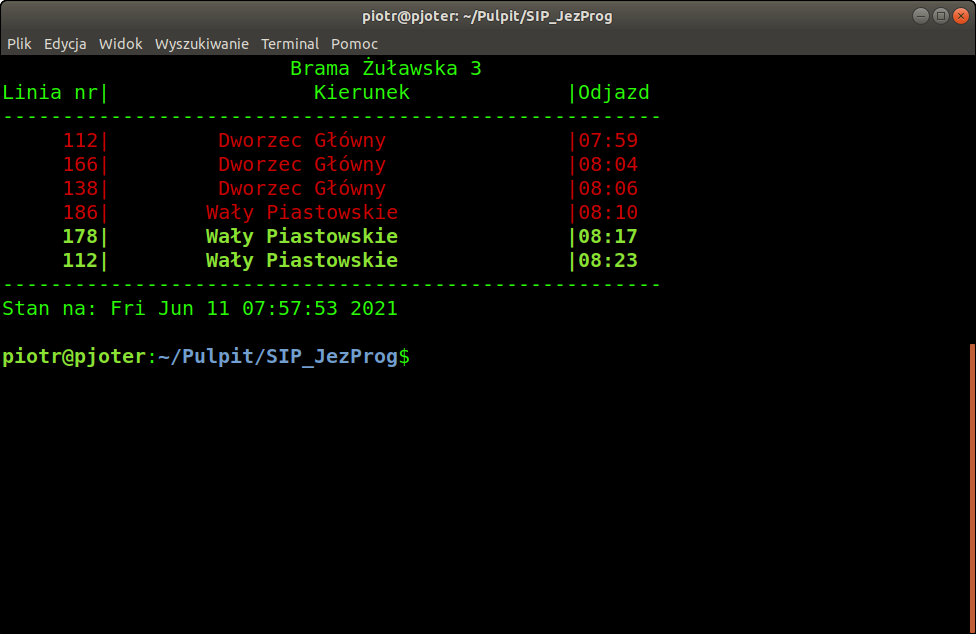 piotr@pjoter: ~/Pulpit/SIP_JezProg
Plik Edycja Widok Wyszukiwanie Terminal Pomoc
Brama Żuławska 3
Linia nr| Kierunek |Odjazd
-------------------------------------------------------
112| Dworzec Główny |07:59
166| Dworzec Główny |08:04
138| Dworzec Główny |08:06
186| Wały Piastowskie |08:10
178| Wały Piastowskie |08:17
112| Wały Piastowskie |08:23
-------------------------------------------------------
Stan na: Fri Jun 11 07:57:53 2021
piotr@pjoter:~/Pulpit/SIP_JezProg$